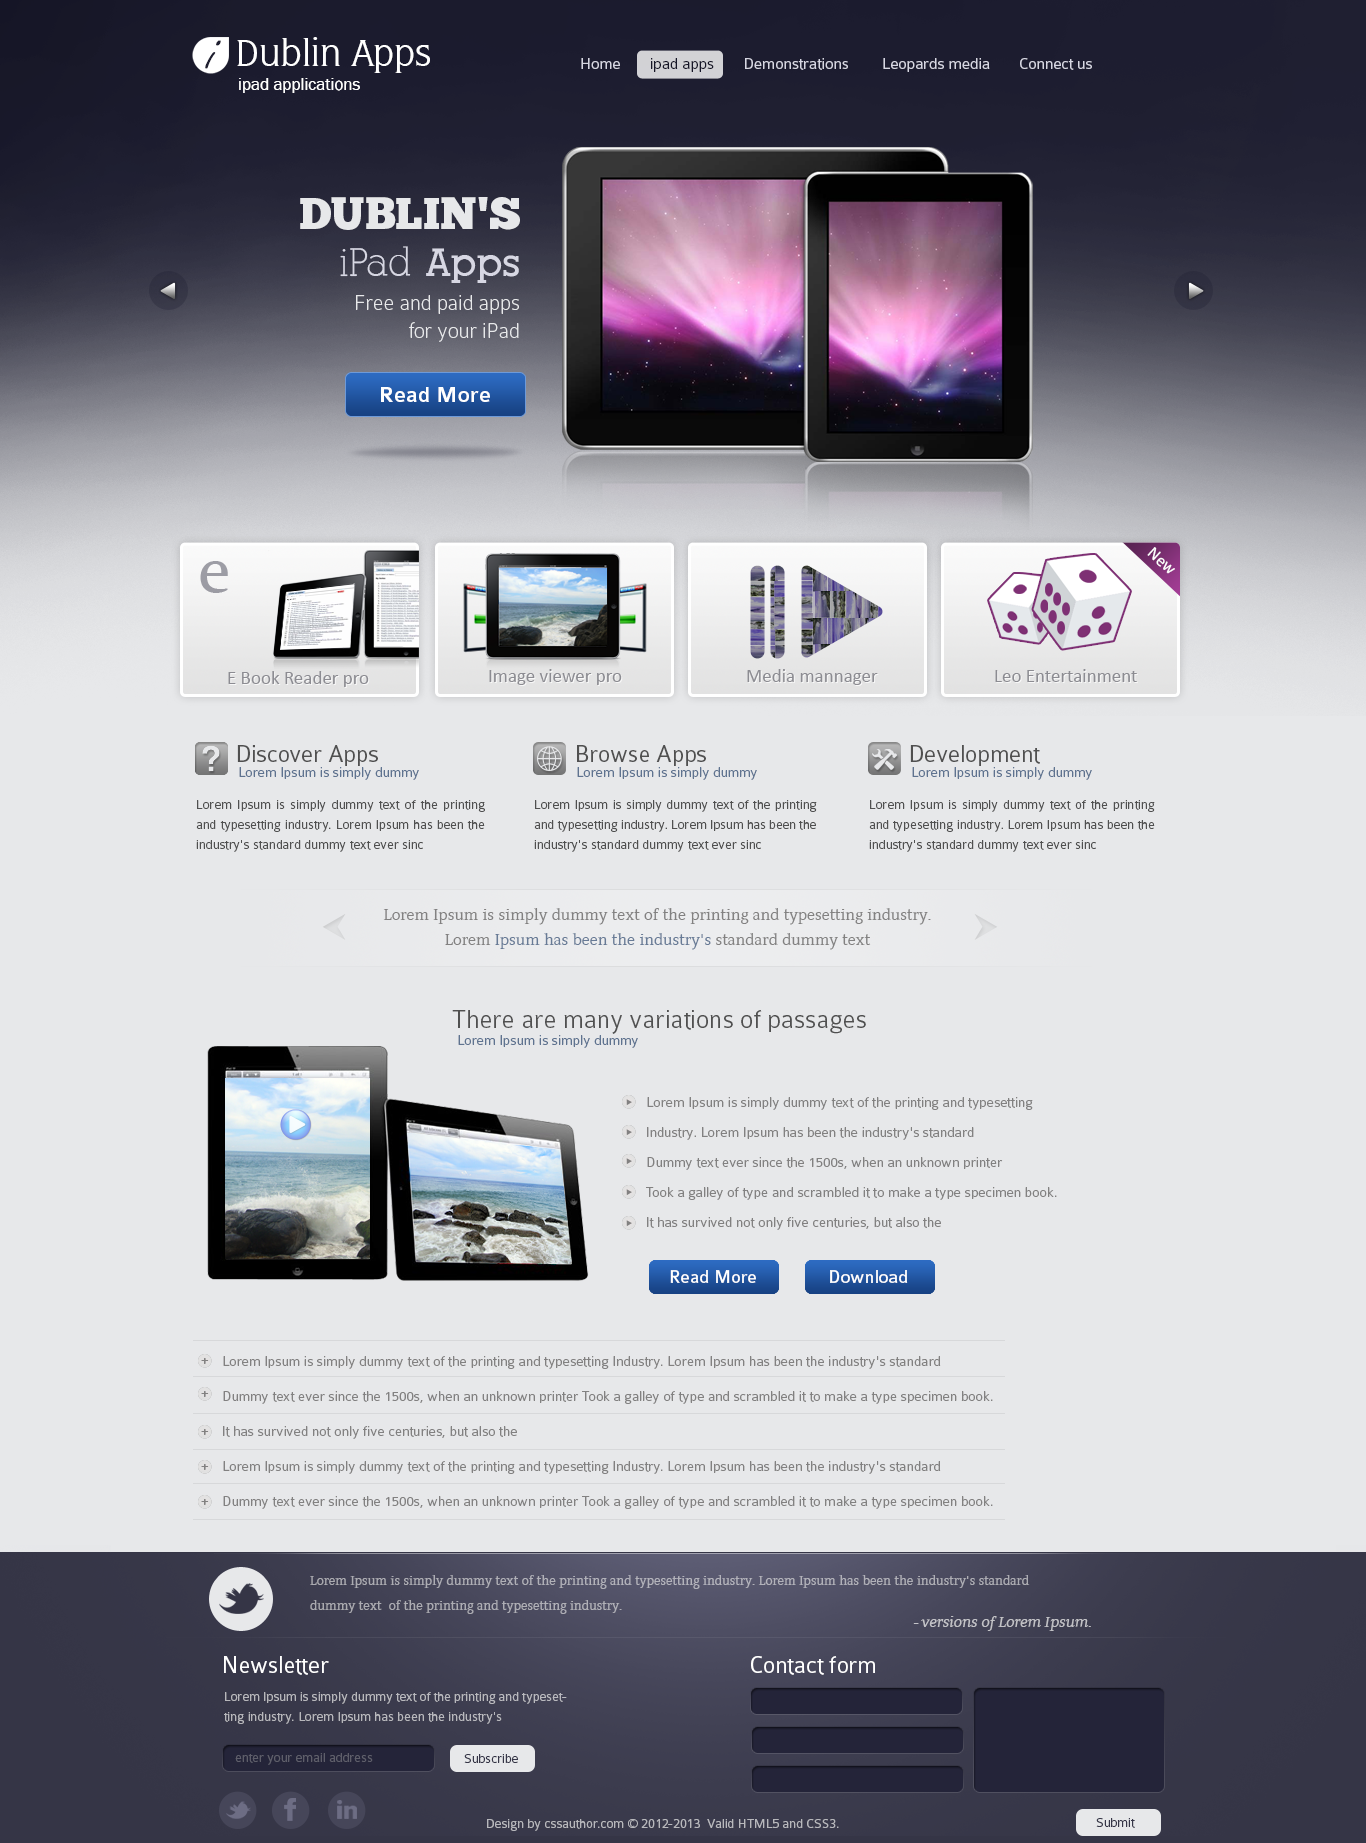 Dublin Apps
ipad applications
Home
ipad apps
Demonstrations
Leopards media
Connect us
DUBLIN'S
iPad Apps
Free and paid apps
for your iPad
Read More
e
E Book Reader pro
Image viewer pro
Media mannager
New
Leo Entertainment
Discover Apps
Lorem Ipsum is simply dummy
Lorem Ipsum is simply dummy text of the printing
and typesetting industry. Lorem Ipsum has been the
industry's standard dummy text ever sinc
Browse Apps
Lorem Ipsum is simply dummy
Lorem Ipsum is simply dummy text of the printing
and typesetting industry. Lorem Ipsum has been the
industry's standard dummy text ever sinc
Development
Lorem Ipsum is simply dummy
Lorem Ipsum is simply dummy text of the printing
and typesetting industry. Lorem Ipsum has been the
industry's standard dummy text ever sinc
Lorem Ipsum is simply dummy text of the printing and typesetting industry.
Lorem Ipsum has been the industry's standard dummy text
There are many variations of passages
Lorem Ipsum is simply dummy
Lorem Ipsum is simply dummy text of the printing and typesetting
Industry. Lorem Ipsum has been the industry's standard
Dummy text ever since the 1500s, when an unknown printer
Took a galley of type and scrambled it to make a type specimen book.
It has survived not only five centuries, but also the
Read More
Download
Lorem Ipsum is simply dummy text of the printing and typesetting Industry. Lorem Ipsum has been the industry's standard
Dummy text ever since the 1500s, when an unknown printer Took a galley of type and scrambled it to make a type specimen book.
It has survived not only five centuries, but also the
Lorem Ipsum is simply dummy text of the printing and typesetting Industry. Lorem Ipsum has been the industry's standard
Dummy text ever since the 1500s, when an unknown printer Took a galley of type and scrambled it to make a type specimen book.
Lorem Ipsum is simply dummy text of the printing and typesetting industry. Lorem Ipsum has been the industry's standard
dummy text of the printing and typesetting industry.
- versions of Lorem Ipsum.
Newsletter
Lorem Ipsum is simply dummy text of the printing and typeset-
ting industry. Lorem Ipsum has been the industry's
enter your email address
Subscribe
Contact form
Submit
f
in
Design by cssauthor.com © 2012-2013 Valid HTML5 and CSS3.